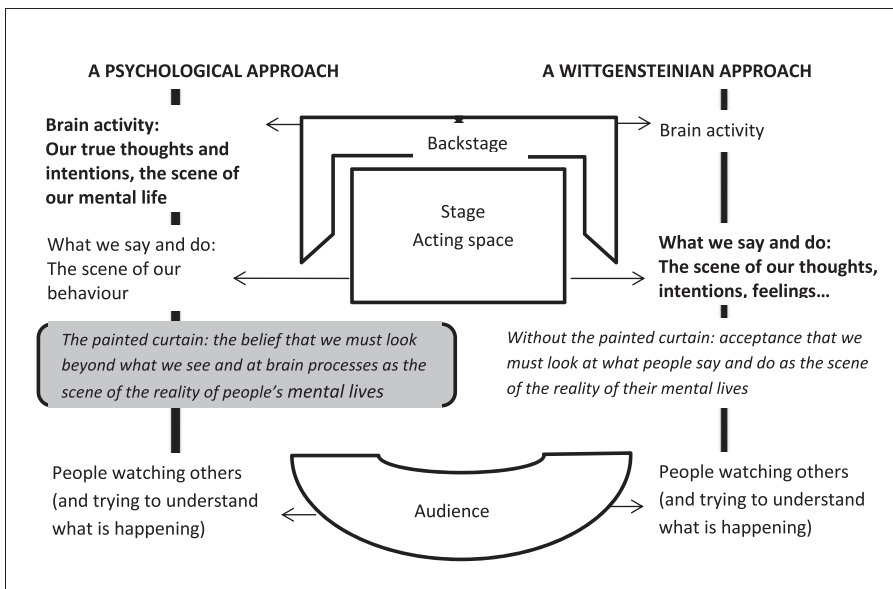 A PSYCHOLOGICAL APPROACH
A WITTGENSTEINIAN APPROACH
Brain activity:
Our true thoughts and
intentions, the scene of
our mental life
Backstage
Brain activity
Stage
Acting space
What we say and do:
The scene of our
behaviour
What we say and do:
The scene of our thoughts,
intentions, feelings…
The painted curtain: the belief that we must look
beyond what we see and at brain processes as the
scene of the reality of people’s mental lives
Without the painted curtain: acceptance that we
must look at what people say and do as the scene
of the reality of their mental lives
People watching others
(and trying to understand
what is happening)
Audience
People watching others
(and trying to understand
what is happening)